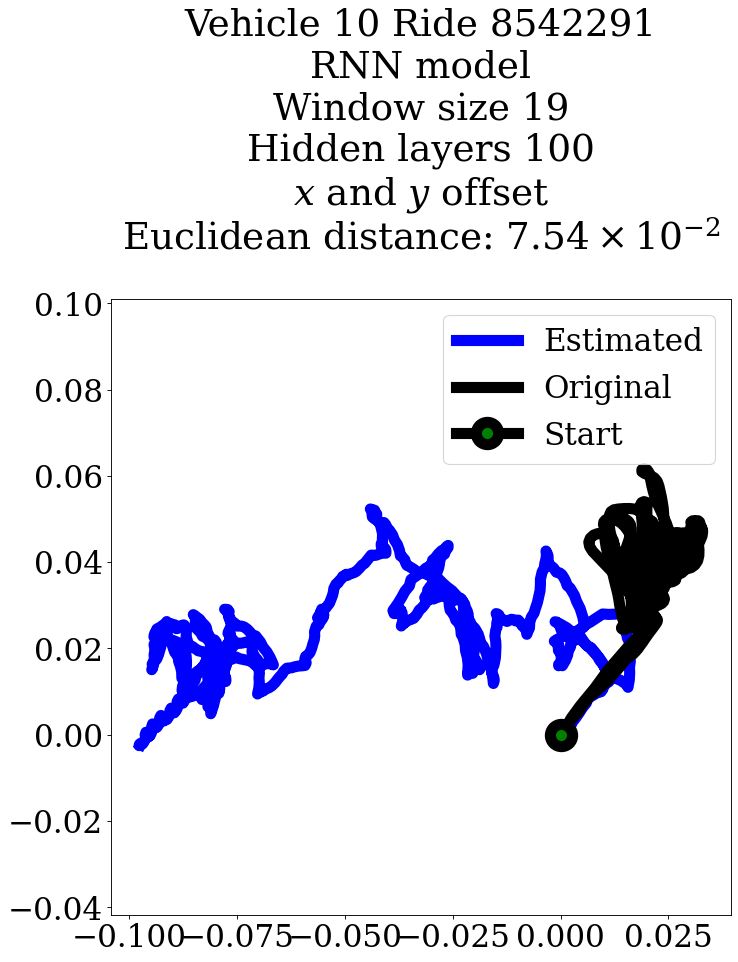 Vehicle 10 Ride 8542291
RNN model
Window size 19
Hidden layers 100
x and y offset
Euclidean distance: 7.54 × 10⁻²
Estimated
Original
Start
0.10
0.08
0.06
0.04
0.02
0.00
−0.02
−0.04
−0.100 −0.075 −0.050 −0.025 0.000 0.025